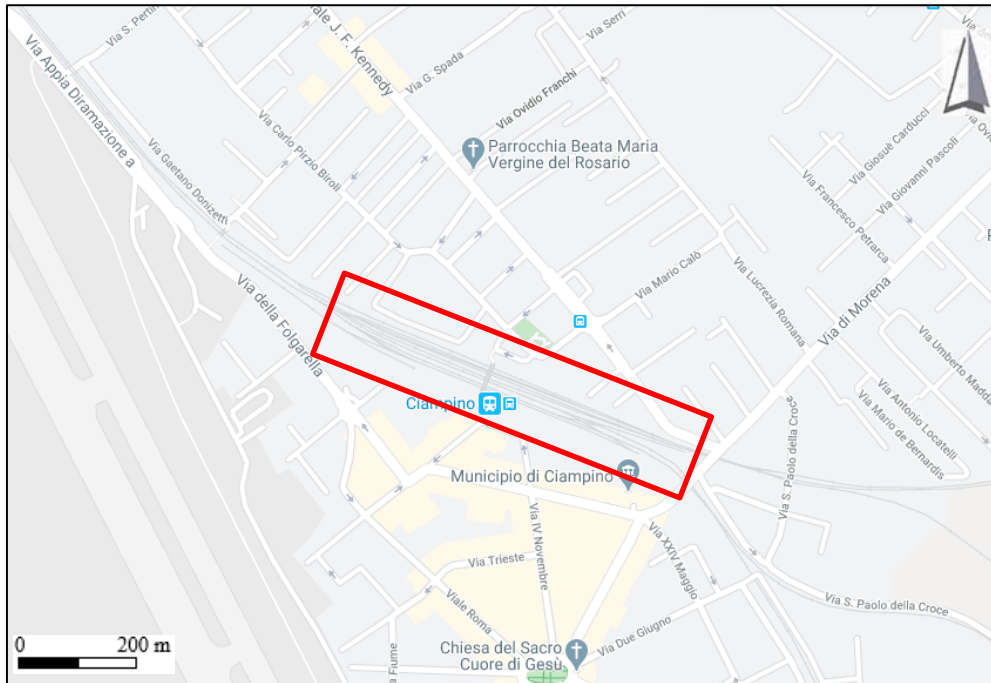 Viale J. F. Kennedy
Via Serri
Via S. Pertin
Via G. Spada
Via Appia Diramazione a
Via Ovidio Franchi
Via Carlo Pirzio Biroli
Parrocchia Beata Maria
Vergine del Rosario
Via Giosuè Carducci
Via Giovanni Pascoli
Via Gaetano Donizetti
Via Francesco Petrarca
Via Mario Calò
Via Lucrezia Romana
Via di Morena
Via della Folgarella
Via Umberto Madda
Via Antonio Locatelli
Via Mario de Bernardis
Ciampino
Via S. Paolo della Croce
Municipio di Ciampino
Via IV Novembre
Via XXIV Maggio
Via Trieste
Viale Roma
Via S. Paolo della Croce
Via Due Giugno
Chiesa del Sacro
Cuore di Gesù
a Fiume
0 200 m